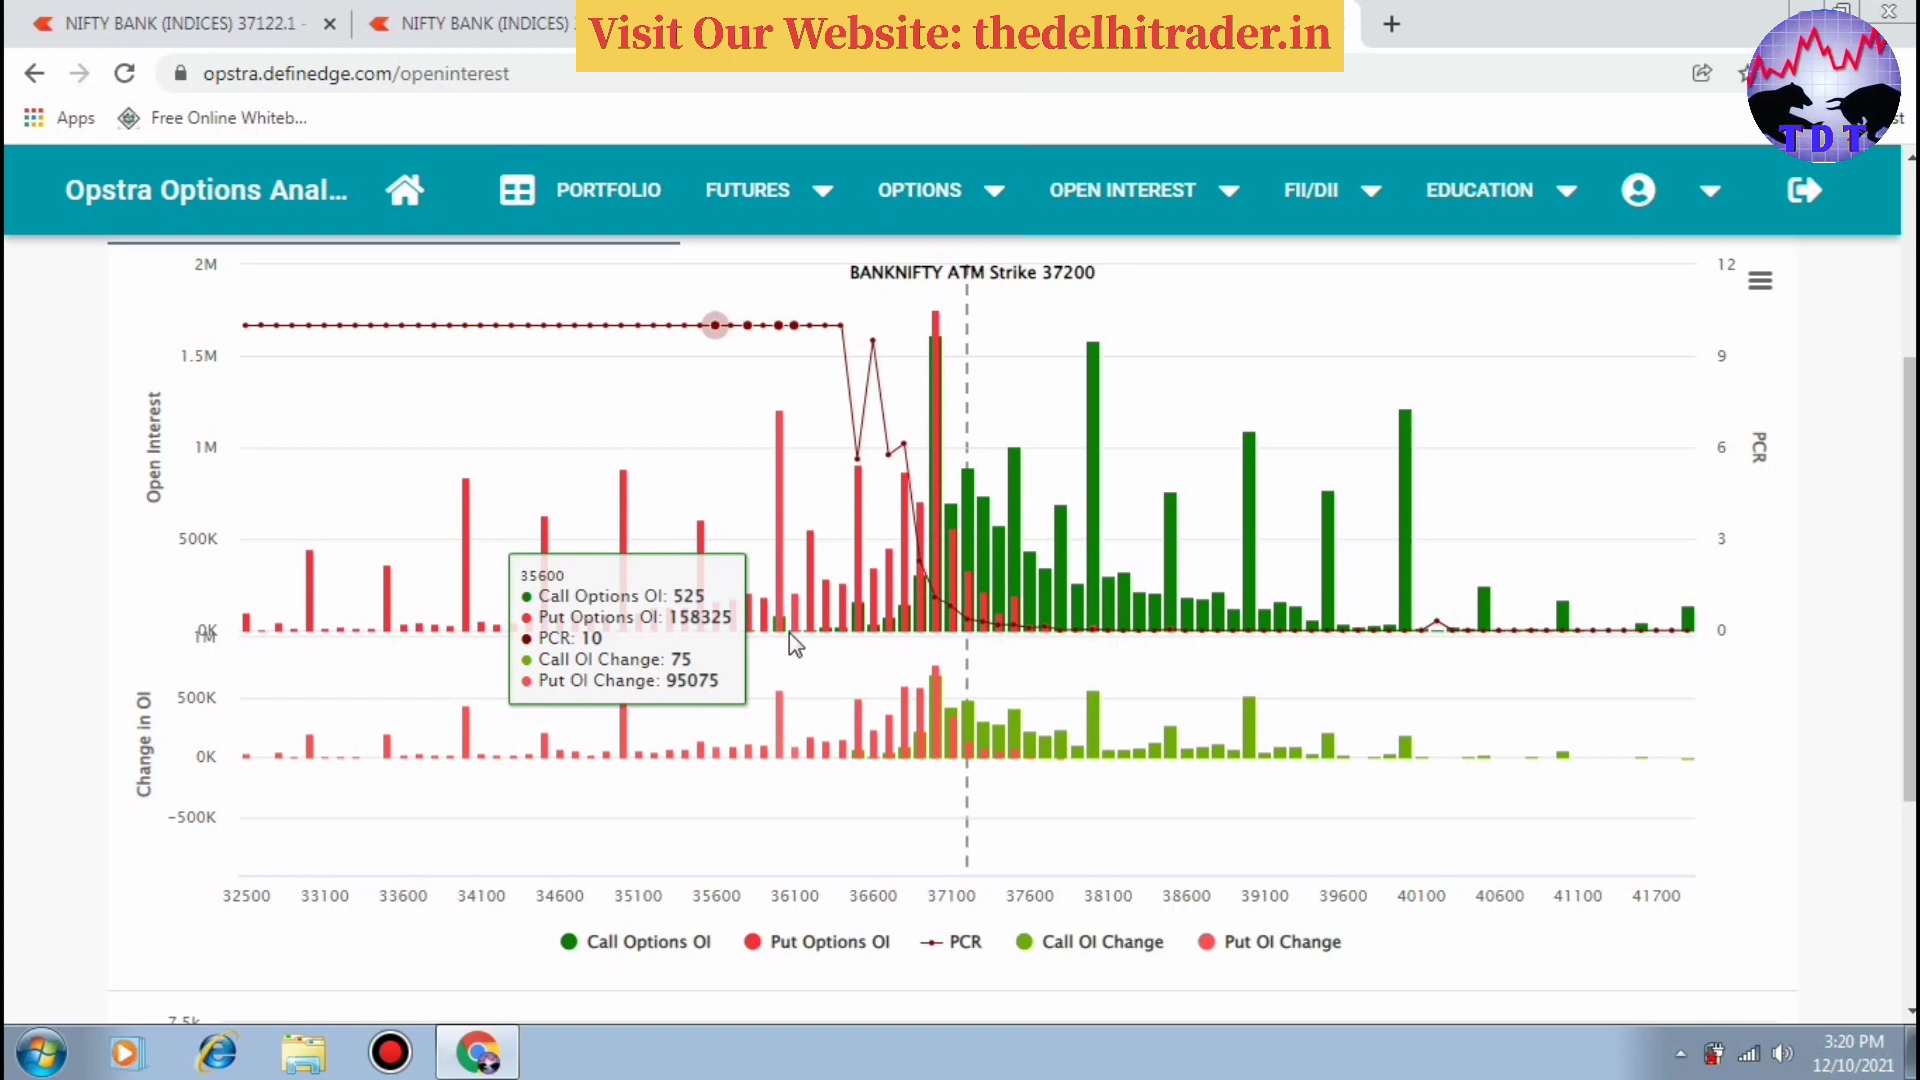 NIFTY BANK (INDICES) 37122.1 -
NIFTY BANK (INDICES)
Visit Our Website: thedelhitrader.in
opstra.definedge.com/openinterest
Apps
Free Online Whiteb...
TDT
Opstra Options Anal...
PORTFOLIO
FUTURES
OPTIONS
OPEN INTEREST
FII/DII
EDUCATION
BANKNIFTY ATM Strike 37200
2M
1.5M
1M
500K
0K
1M
500K
0K
−500K
Open Interest
Change in OI
12
9
6
3
0
PCR
35600
Call Options OI: 525
Put Options OI: 158325
PCR: 10
Call OI Change: 75
Put OI Change: 95075
32500 33100 33600 34100 34600 35100 35600 36100 36600 37100 37600 38100 38600 39100 39600 40100 40600 41100 41700
Call Options OI Put Options OI PCR Call OI Change Put OI Change
7.5k
3:20 PM
12/10/2021